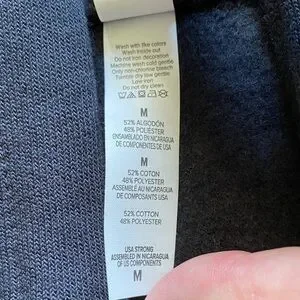 Wash with like colors
Wash inside out
Do not iron decoration
Machine wash cold gentle
Only non-chlorine bleach
Tumble dry low gentle
Low iron
Do not dry clean
M
52% ALGODÓN
48% POLIÉSTER
ENSAMBLADO EN NICARAGUA
DE COMPONENTES DE USA
M
52% COTON
48% POLYESTER
ASSEMBLÉ AU NICARAGUA
DE COMPOSANTS USA
52% COTTON
48% POLYESTER
USA STRONG
ASSEMBLED IN NICARAGUA
OF US COMPONENTS
M